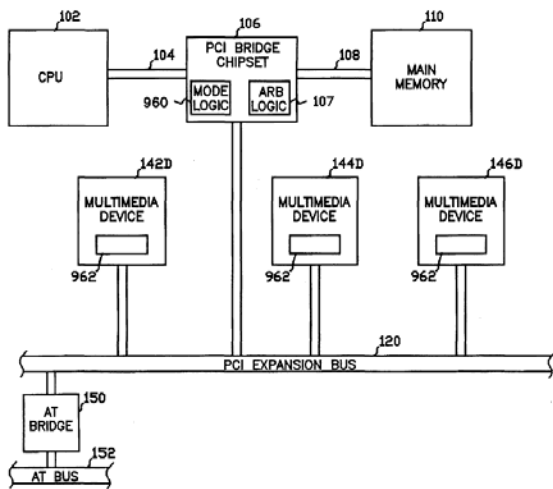 102
CPU
104
106
PCI BRIDGE
CHIPSET
MODE
LOGIC
960
ARB
LOGIC
107
108
110
MAIN
MEMORY
142D
MULTIMEDIA
DEVICE
962
144D
MULTIMEDIA
DEVICE
962
146D
MULTIMEDIA
DEVICE
962
120
PCI EXPANSION BUS
150
AT
BRIDGE
152
AT BUS